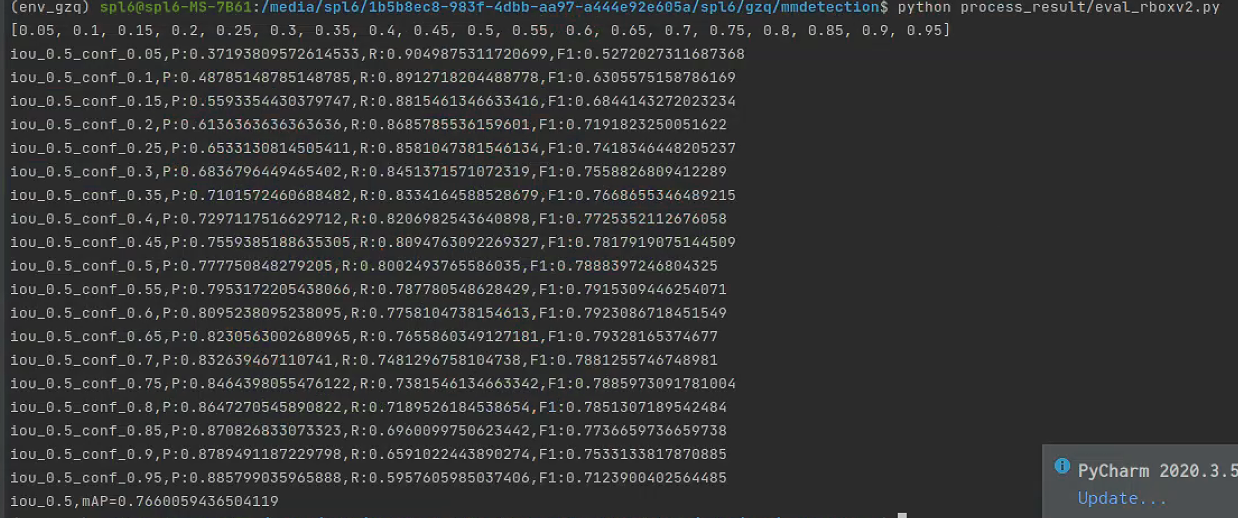 (env_gzq) spl6@spl6-MS-7B61:/media/spl6/1b5b8ec8-983f-4dbb-aa97-a444e92e605a/spl6/gzq/mmdetection$ python process_result/eval_rboxv2.py
[0.05, 0.1, 0.15, 0.2, 0.25, 0.3, 0.35, 0.4, 0.45, 0.5, 0.55, 0.6, 0.65, 0.7, 0.75, 0.8, 0.85, 0.9, 0.95]
iou_0.5_conf_0.05,P:0.37193809572614533,R:0.9049875311720699,F1:0.5272027311687368
iou_0.5_conf_0.1,P:0.48785148785148785,R:0.8912718204488778,F1:0.6305575158786169
iou_0.5_conf_0.15,P:0.5593354430379747,R:0.8815461346633416,F1:0.6844143272023234
iou_0.5_conf_0.2,P:0.6136363636363636,R:0.8685785536159601,F1:0.7191823250051622
iou_0.5_conf_0.25,P:0.6533130814505411,R:0.8581047381546134,F1:0.7418346448205237
iou_0.5_conf_0.3,P:0.6836796449465402,R:0.8451371571072319,F1:0.7558826809412289
iou_0.5_conf_0.35,P:0.7101572460688482,R:0.8334164588528679,F1:0.7668655346489215
iou_0.5_conf_0.4,P:0.7297117516629712,R:0.8206982543640898,F1:0.7725352112676058
iou_0.5_conf_0.45,P:0.7559385188635305,R:0.8094763092269327,F1:0.7817919075144509
iou_0.5_conf_0.5,P:0.777750848279205,R:0.8002493765586035,F1:0.7888397246804325
iou_0.5_conf_0.55,P:0.7953172205438066,R:0.787780548628429,F1:0.7915309446254071
iou_0.5_conf_0.6,P:0.8095238095238095,R:0.7758104738154613,F1:0.7923086718451549
iou_0.5_conf_0.65,P:0.8230563002680965,R:0.7655860349127181,F1:0.79328165374677
iou_0.5_conf_0.7,P:0.832639467110741,R:0.7481296758104738,F1:0.7881255746748981
iou_0.5_conf_0.75,P:0.8464398055476122,R:0.7381546134663342,F1:0.7885973091781004
iou_0.5_conf_0.8,P:0.8647270545890822,R:0.7189526184538654,F1:0.7851307189542484
iou_0.5_conf_0.85,P:0.870826833073323,R:0.6960099750623442,F1:0.7736659736659738
iou_0.5_conf_0.9,P:0.8789491187229798,R:0.6591022443890274,F1:0.7533133817870885
iou_0.5_conf_0.95,P:0.885799035965888,R:0.5957605985037406,F1:0.7123900402564485
iou_0.5,mAP=0.7660059436504119
PyCharm 2020.3.5
Update...